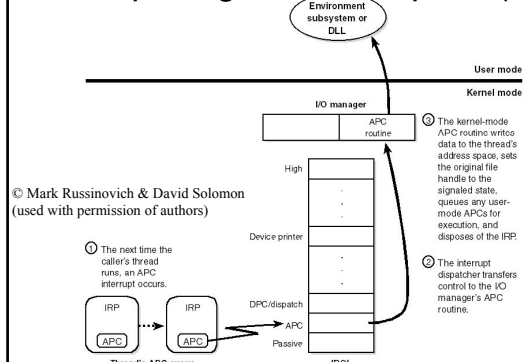 Environment
subsystem or
DLL
User mode
Kernel mode
I/O manager
APC
routine
③ The kernel-mode
APC routine writes
data to the thread's
address space, sets
the original file
handle to the
signaled state,
queues any user-
mode APCs for
execution, and
disposes of the IRP.
© Mark Russinovich & David Solomon
(used with permission of authors)
High
Device printer
① The next time the
caller's thread
runs, an APC
interrupt occurs.
② The interrupt
dispatcher transfers
control to the I/O
manager's APC
routine.
IRP
IRP
DPC/dispatch
APC
APC
APC
Passive